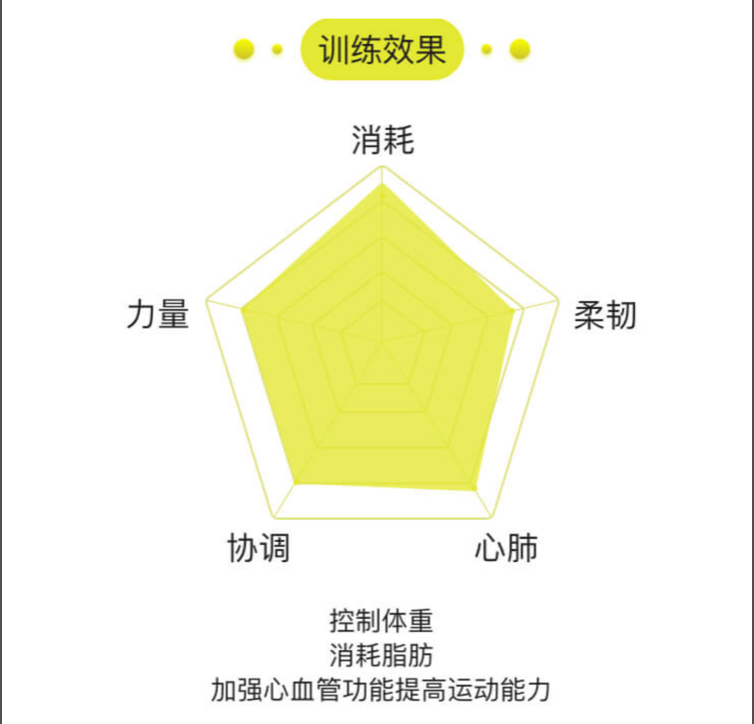 训练效果
消耗
力量
柔韧
协调
心肺
控制体重
消耗脂肪
加强心血管功能提高运动能力